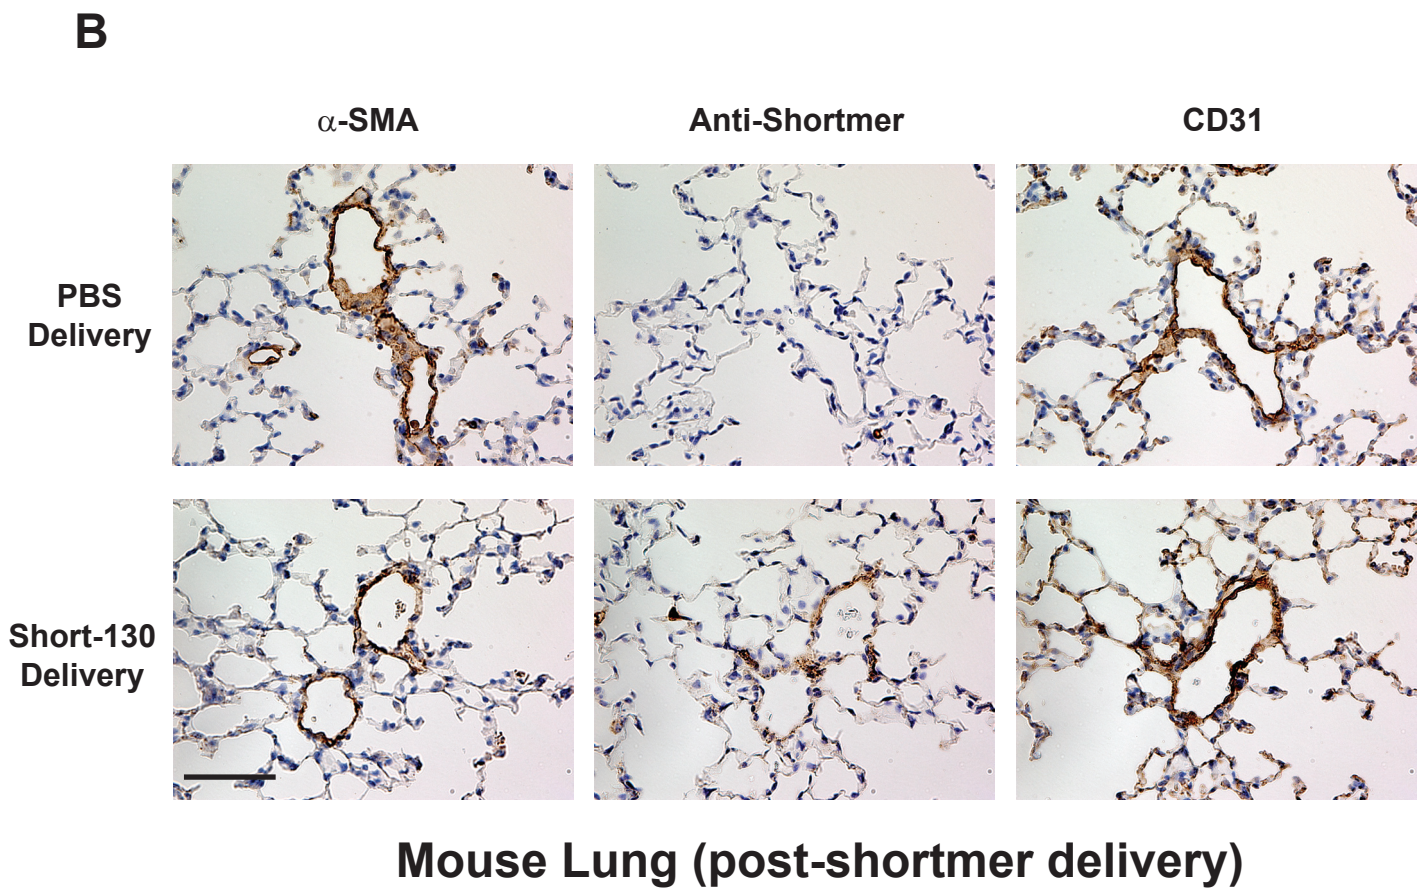 B
α-SMA
Anti-Shortmer
CD31
PBS
Delivery
Short-130
Delivery
Mouse Lung (post-shortmer delivery)